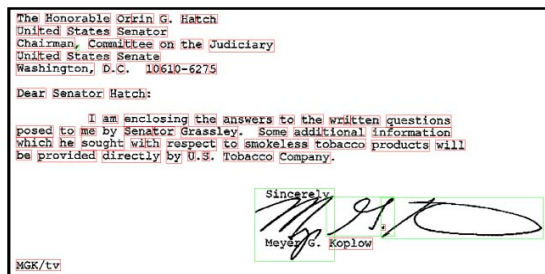 The Honorable Orrin G. Hatch
United States Senator
Chairman, Committee on the Judiciary
United States Senate
Washington, D.C. 10610-6275
Dear Senator Hatch:
I am enclosing the answers to the written questions
posed to me by Senator Grassley. Some additional information
which he sought with respect to smokeless tobacco products will
be provided directly by U.S. Tobacco Company.
Sincerely
Meyer G. Koplow
MGK/tv